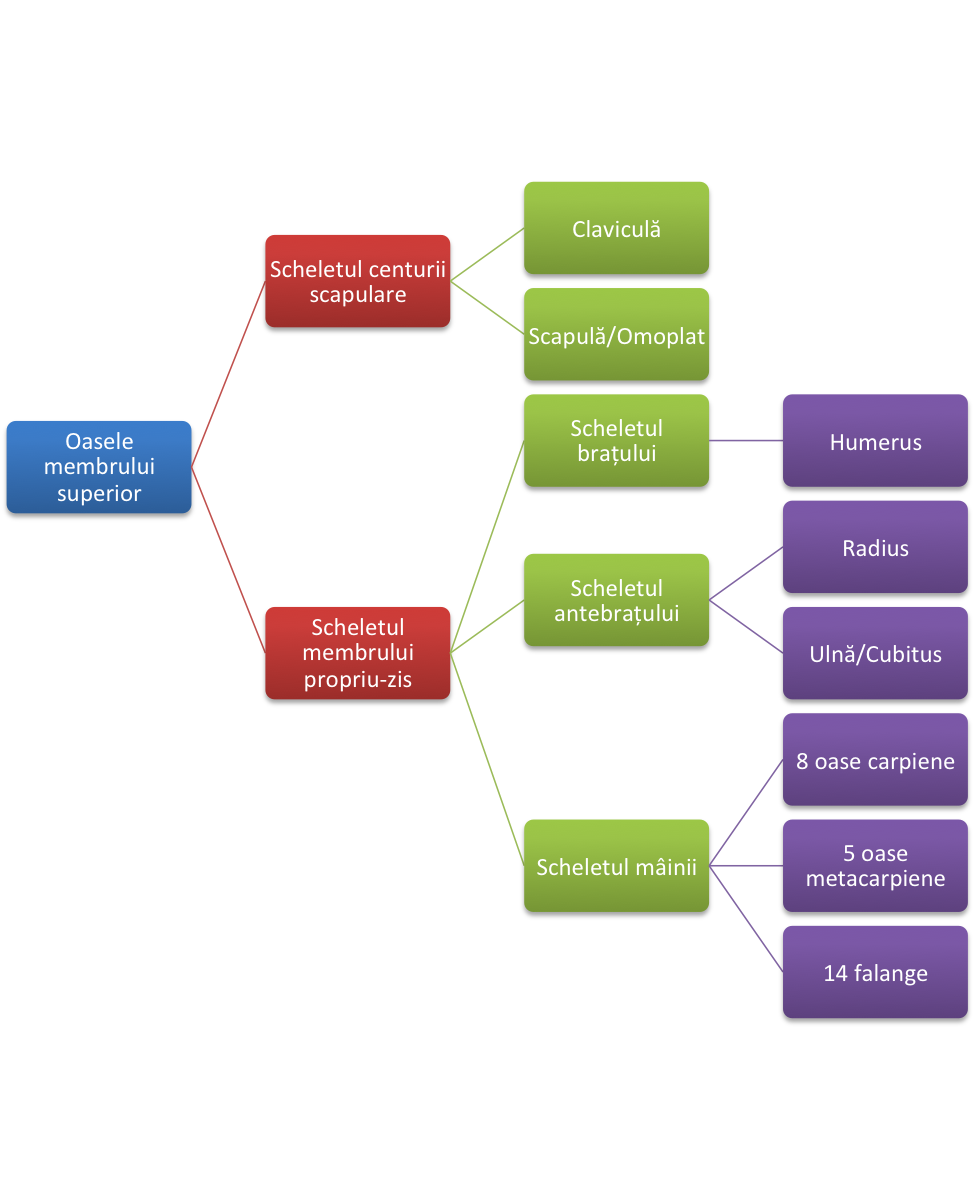 Oasele
membrului
superior
Scheletul centurii
scapulare
Claviculă
Scapulă/Omoplat
Scheletul
membrului
propriu-zis
Scheletul
brațului
Humerus
Scheletul
antebrațului
Radius
Ulnă/Cubitus
Scheletul mâinii
8 oase carpiene
5 oase
metacarpiene
14 falange